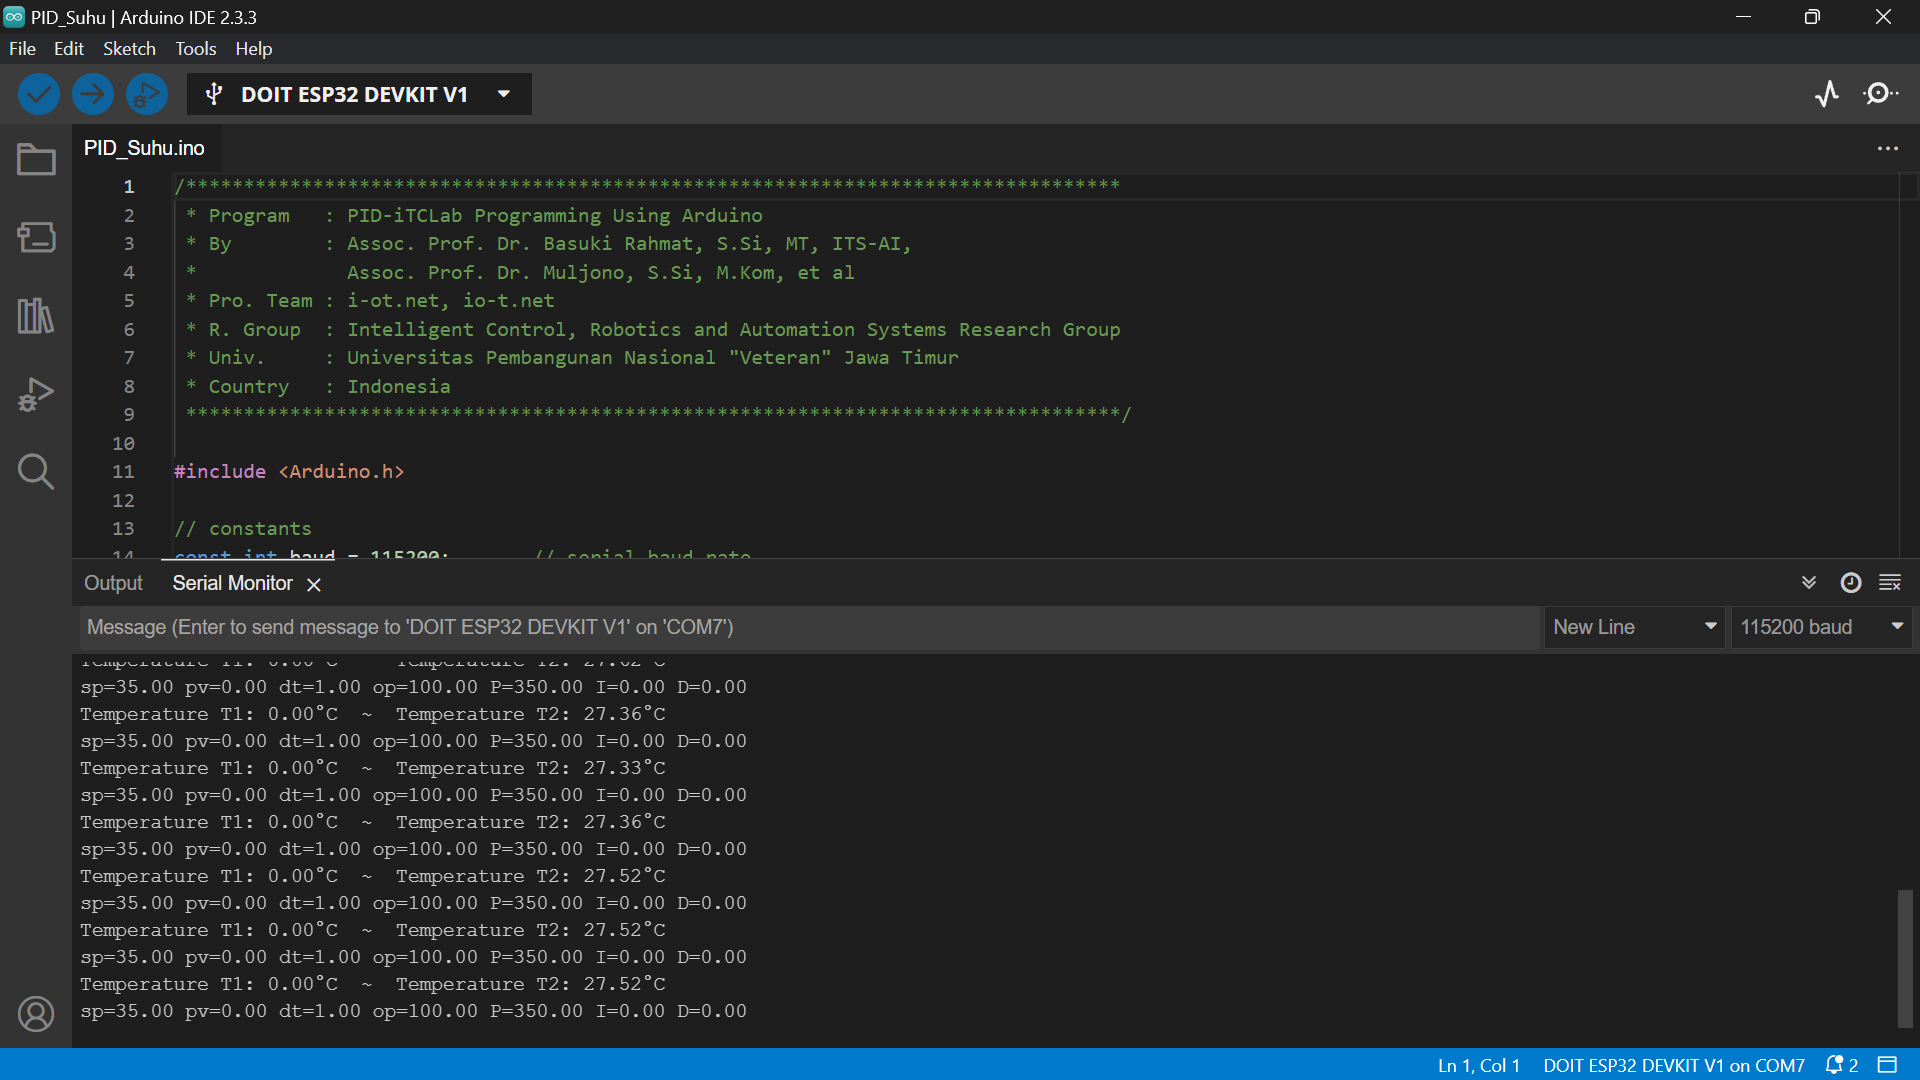 PID_Suhu | Arduino IDE 2.3.3
File Edit Sketch Tools Help
DOIT ESP32 DEVKIT V1
PID_Suhu.ino
1 /*********************************************************************************
2 * Program : PID-iTCLab Programming Using Arduino
3 * By : Assoc. Prof. Dr. Basuki Rahmat, S.Si, MT, ITS-AI,
4 * Assoc. Prof. Dr. Muljono, S.Si, M.Kom, et al
5 * Pro. Team : i-ot.net, io-t.net
6 * R. Group : Intelligent Control, Robotics and Automation Systems Research Group
7 * Univ. : Universitas Pembangunan Nasional "Veteran" Jawa Timur
8 * Country : Indonesia
9 *********************************************************************************/
10
11 #include <Arduino.h>
12
13 // constants
14 const int baud = 115200; // serial baud rate
Output Serial Monitor
Message (Enter to send message to 'DOIT ESP32 DEVKIT V1' on 'COM7') New Line 115200 baud
Temperature T1: 0.00°C ~ Temperature T2: 27.62°C
sp=35.00 pv=0.00 dt=1.00 op=100.00 P=350.00 I=0.00 D=0.00
Temperature T1: 0.00°C ~ Temperature T2: 27.36°C
sp=35.00 pv=0.00 dt=1.00 op=100.00 P=350.00 I=0.00 D=0.00
Temperature T1: 0.00°C ~ Temperature T2: 27.33°C
sp=35.00 pv=0.00 dt=1.00 op=100.00 P=350.00 I=0.00 D=0.00
Temperature T1: 0.00°C ~ Temperature T2: 27.36°C
sp=35.00 pv=0.00 dt=1.00 op=100.00 P=350.00 I=0.00 D=0.00
Temperature T1: 0.00°C ~ Temperature T2: 27.52°C
sp=35.00 pv=0.00 dt=1.00 op=100.00 P=350.00 I=0.00 D=0.00
Temperature T1: 0.00°C ~ Temperature T2: 27.52°C
sp=35.00 pv=0.00 dt=1.00 op=100.00 P=350.00 I=0.00 D=0.00
Temperature T1: 0.00°C ~ Temperature T2: 27.52°C
sp=35.00 pv=0.00 dt=1.00 op=100.00 P=350.00 I=0.00 D=0.00
Ln 1, Col 1 DOIT ESP32 DEVKIT V1 on COM7 2